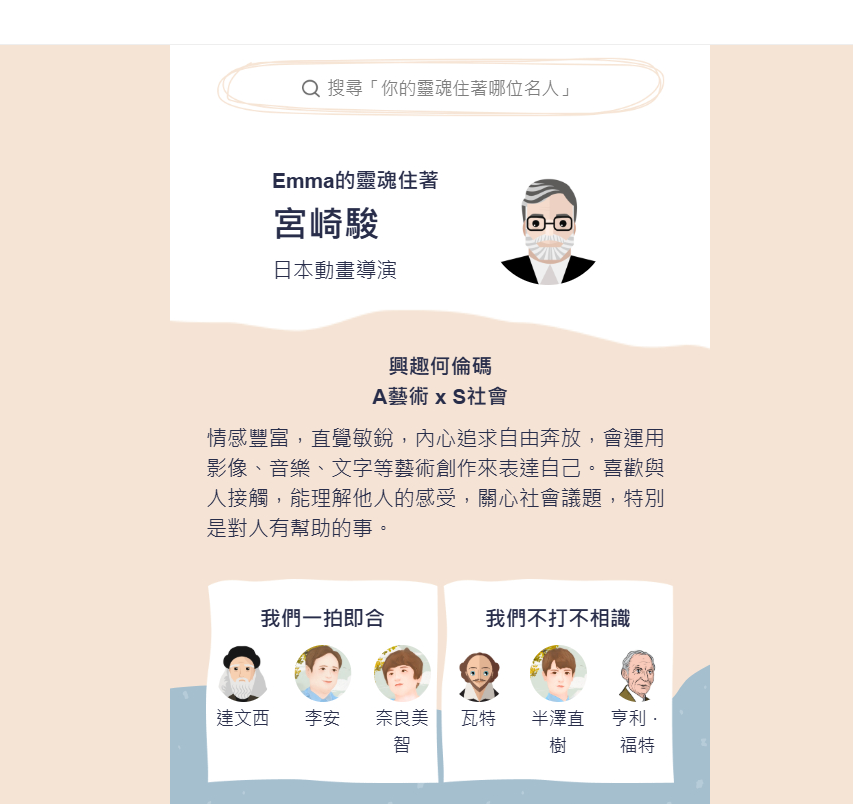 搜尋「你的靈魂住著哪位名人」
Emma的靈魂住著
宮崎駿
日本動畫導演
興趣何倫碼
A藝術 x S社會
情感豐富，直覺敏銳，內心追求自由奔放，會運用
影像、音樂、文字等藝術創作來表達自己。喜歡與
人接觸，能理解他人的感受，關心社會議題，特別
是對人有幫助的事。
我們一拍即合
達文西
李安
奈良美
智
我們不打不相識
瓦特
半澤直
樹
亨利·
福特